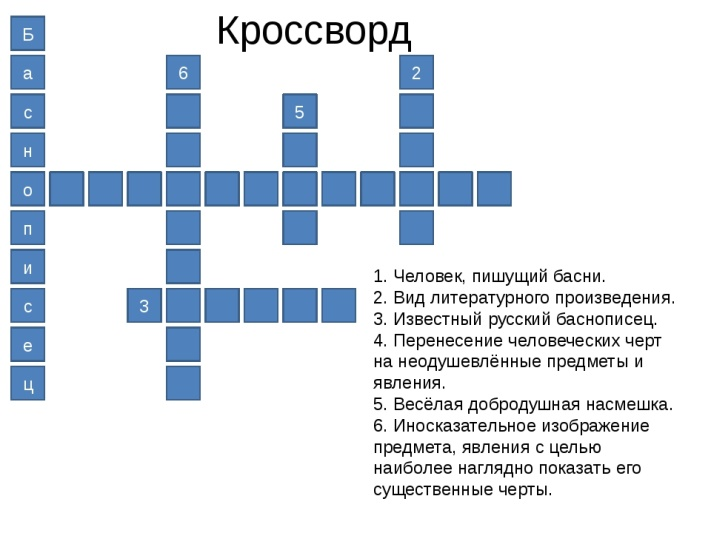 Кроссворд
Б
а 6 2
с 5
н
о
п
и
с 3
е
ц
1. Человек, пишущий басни.
2. Вид литературного произведения.
3. Известный русский баснописец.
4. Перенесение человеческих черт
на неодушевлённые предметы и
явления.
5. Весёлая добродушная насмешка.
6. Иносказательное изображение
предмета, явления с целью
наиболее наглядно показать его
существенные черты.